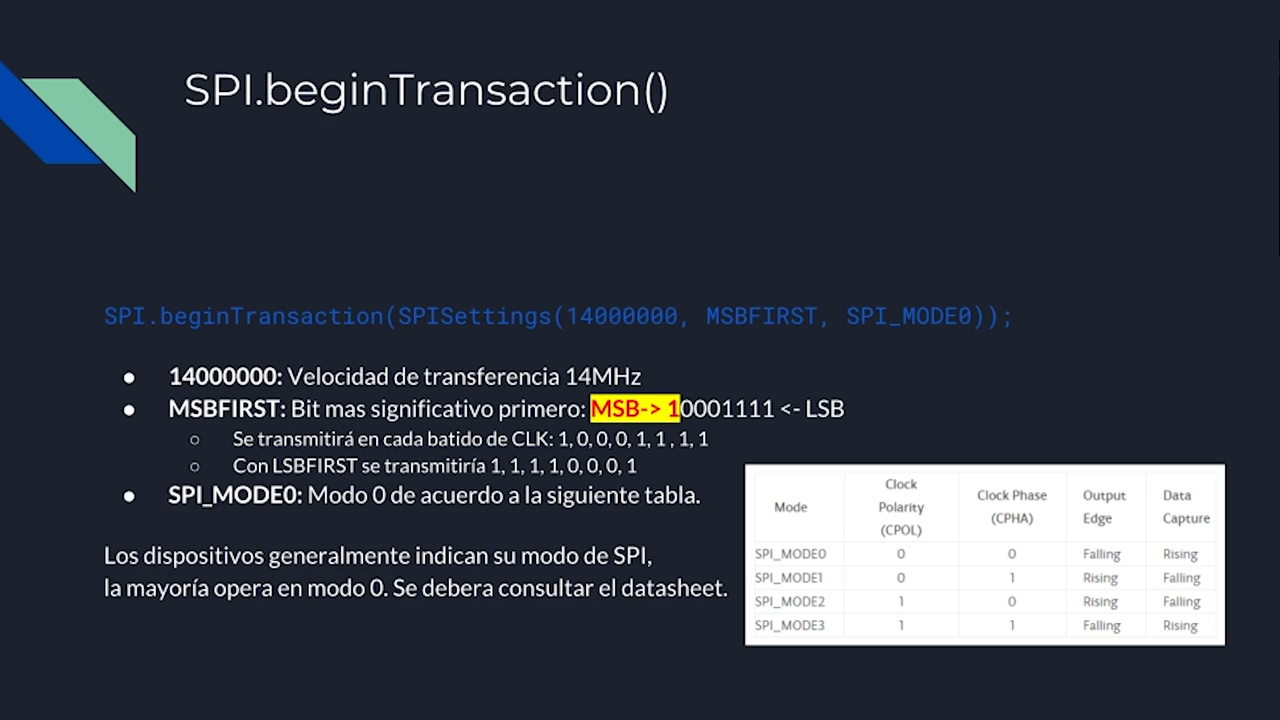 SPI.beginTransaction()
SPI.beginTransaction(SPISettings(14000000, MSBFIRST, SPI_MODE0));
● 14000000: Velocidad de transferencia 14MHz
● MSBFIRST: Bit mas significativo primero: MSB-> 10001111 <- LSB
○ Se transmitirá en cada batido de CLK: 1, 0, 0, 0, 1, 1 , 1, 1
○ Con LSBFIRST se transmitiría 1, 1, 1, 1, 0, 0, 0, 1
● SPI_MODE0: Modo 0 de acuerdo a la siguiente tabla.
Los dispositivos generalmente indican su modo de SPI,
la mayoría opera en modo 0. Se debera consultar el datasheet.
Mode Clock Polarity (CPOL) Clock Phase (CPHA) Output Edge Data Capture
SPI_MODE0 0 0 Falling Rising
SPI_MODE1 0 1 Rising Falling
SPI_MODE2 1 0 Rising Falling
SPI_MODE3 1 1 Falling Rising